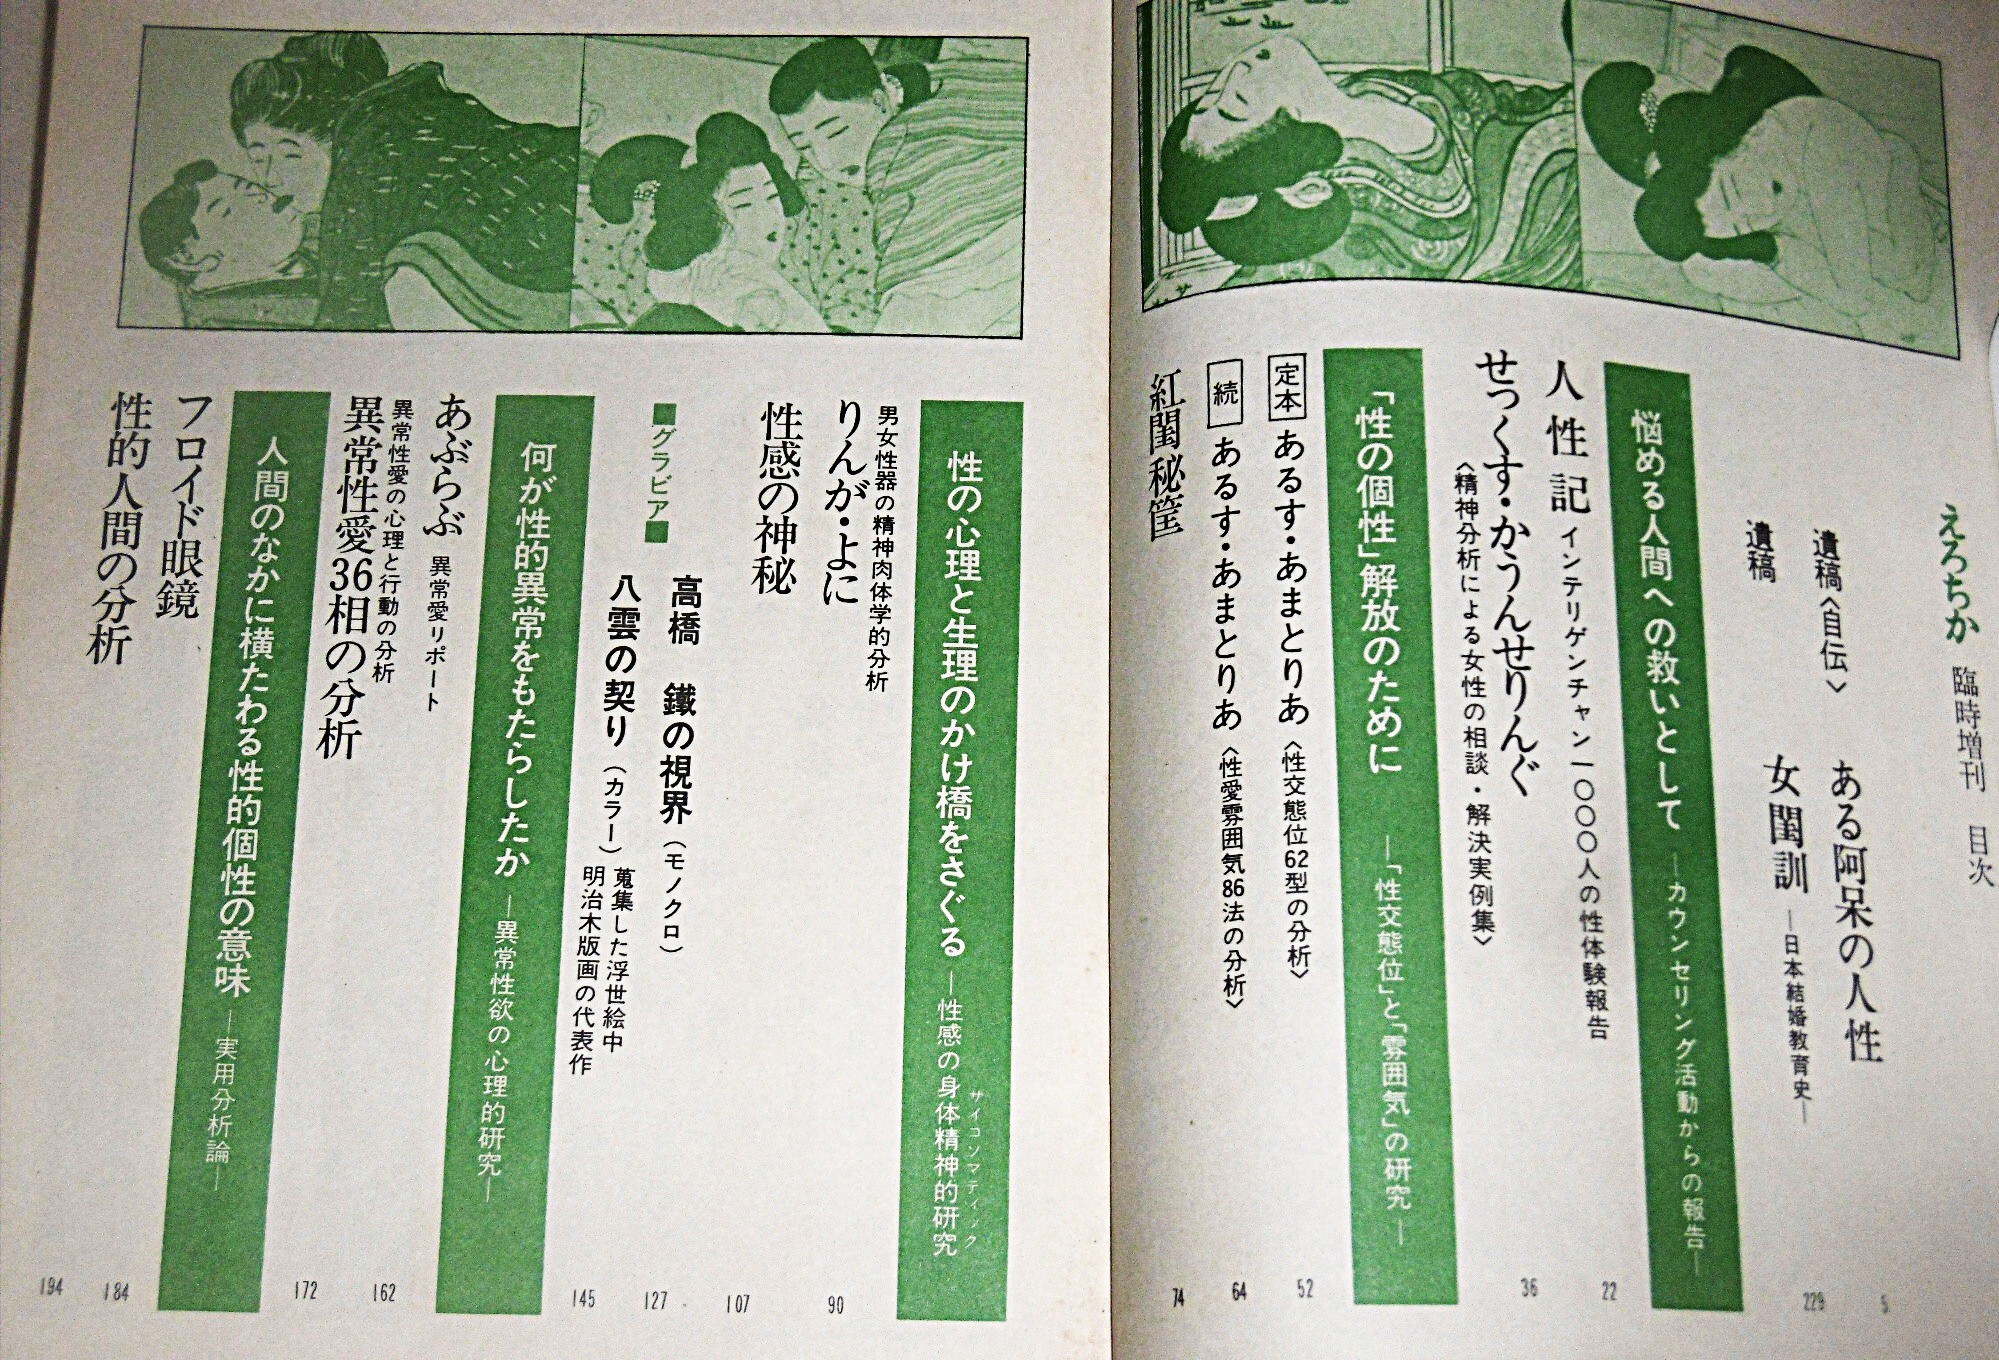 えろちか 臨時増刊 目次
遺稿〈自伝〉 ある阿呆の人性 5
遺稿 女閨訓 ―日本結婚教育史― 229
悩める人間への救いとして ―カウンセリング活動からの報告―
人性記 インテリゲンチャン一〇〇〇人の性体験報告 22
せっくす・かうんせりんぐ 36
〈精神分析による女性の相談・解決実例集〉
「性の個性」解放のために ―「性交態位」と「雰囲気」の研究―
定本 あるす・あまとりあ 〈性交態位62型の分析〉 52
続 あるす・あまとりあ 〈性愛雰囲気86法の分析〉 64
紅閨秘筐 74
性の心理と生理のかけ橋をさぐる ―性感の身体精神的研究
サイコソマティック
男女性器の精神肉体学的分析
りんが・よに 90
性感の神秘 107
■グラビア■
高橋 鐵の視界（モノクロ） 127
八雲の契り（カラー） 蒐集した浮世絵中 145
明治木版画の代表作
何が性的異常をもたらしたか ―異常性欲の心理的研究―
あぶらぶ 異常愛リポート 162
異常性愛の心理と行動の分析
異常性愛36相の分析 172
人間のなかに横たわる性的個性の意味 ―実用分析論―
フロイド眼鏡 184
性的人間の分析 194